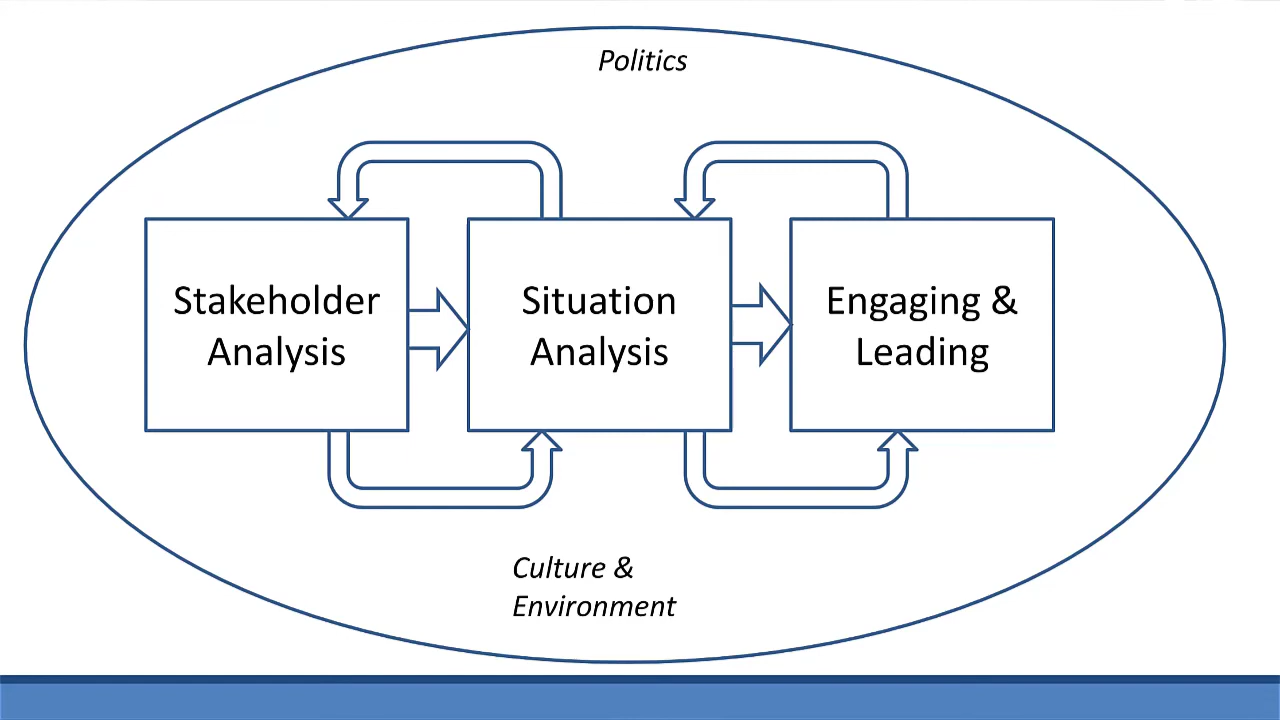 Politics
Stakeholder
Analysis
Situation
Analysis
Engaging &
Leading
Culture &
Environment